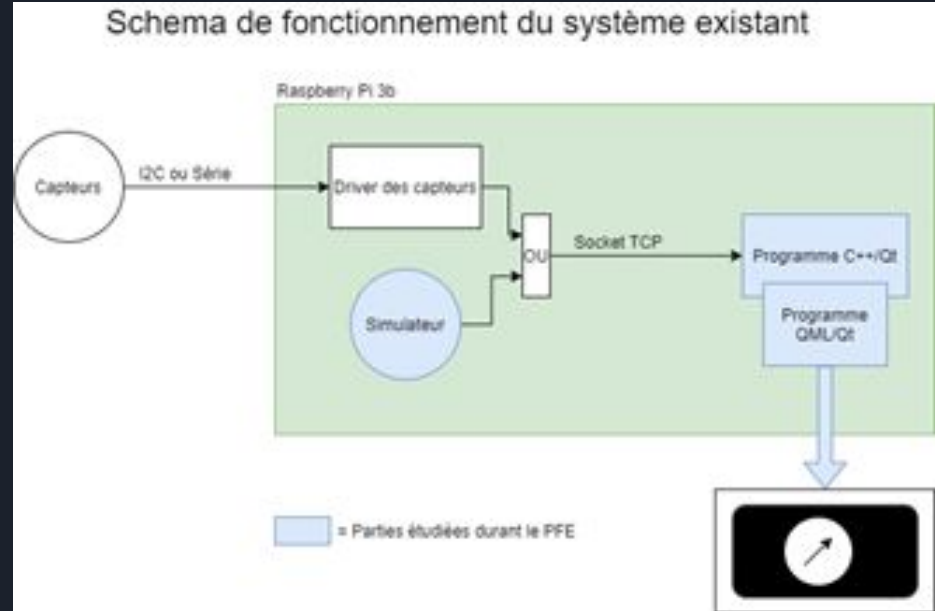 Schema de fonctionnement du système existant
Raspberry Pi 3b
Capteurs
I2C ou Série
Driver des capteurs
OU
Socket TCP
Programme C++/Qt
Simulateur
Programme
QML/Qt
= Parties étudiées durant le PFE